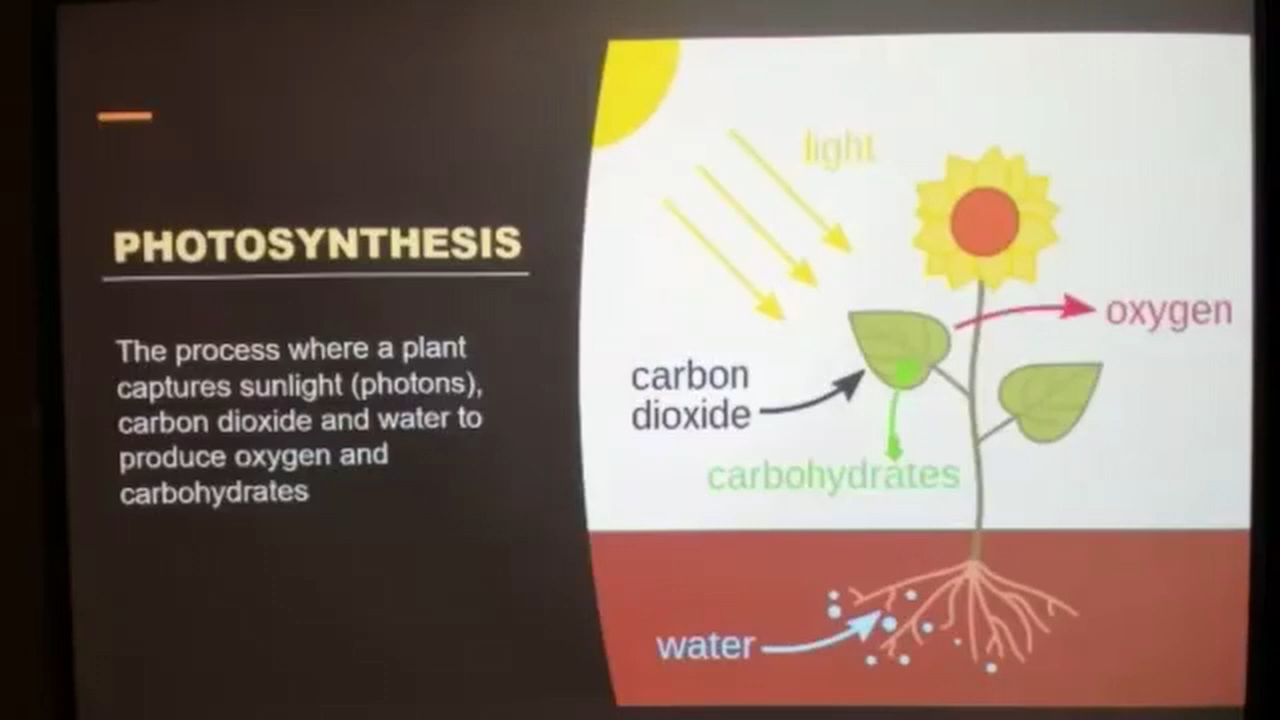 PHOTOSYNTHESIS
The process where a plant
captures sunlight (photons),
carbon dioxide and water to
produce oxygen and
carbohydrates
light
oxygen
carbon
dioxide
carbohydrates
water